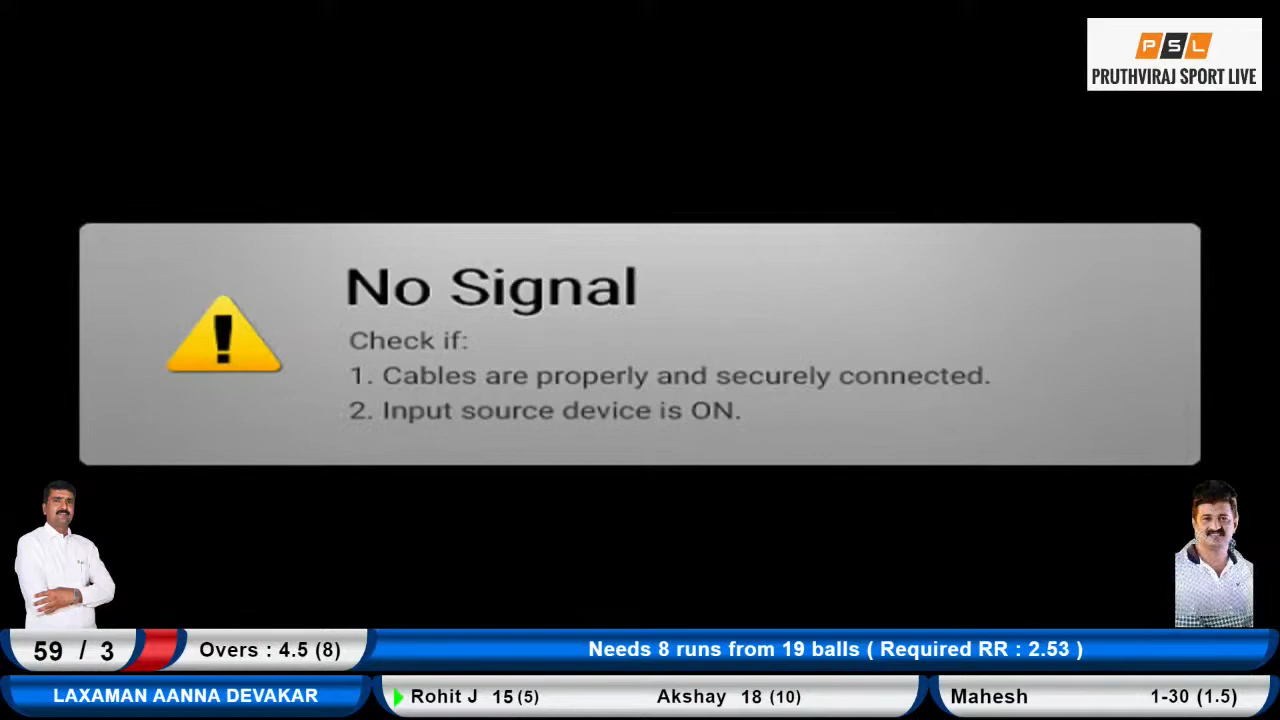 PSL
PRUTHVIRAJ SPORT LIVE
No Signal
Check if:
1. Cables are properly and securely connected.
2. Input source device is ON.
59 / 3
Overs : 4.5 (8)
Needs 8 runs from 19 balls ( Required RR : 2.53 )
LAXAMAN AANNA DEVAKAR
Rohit J 15 (5)
Akshay 18 (10)
Mahesh 1-30 (1.5)